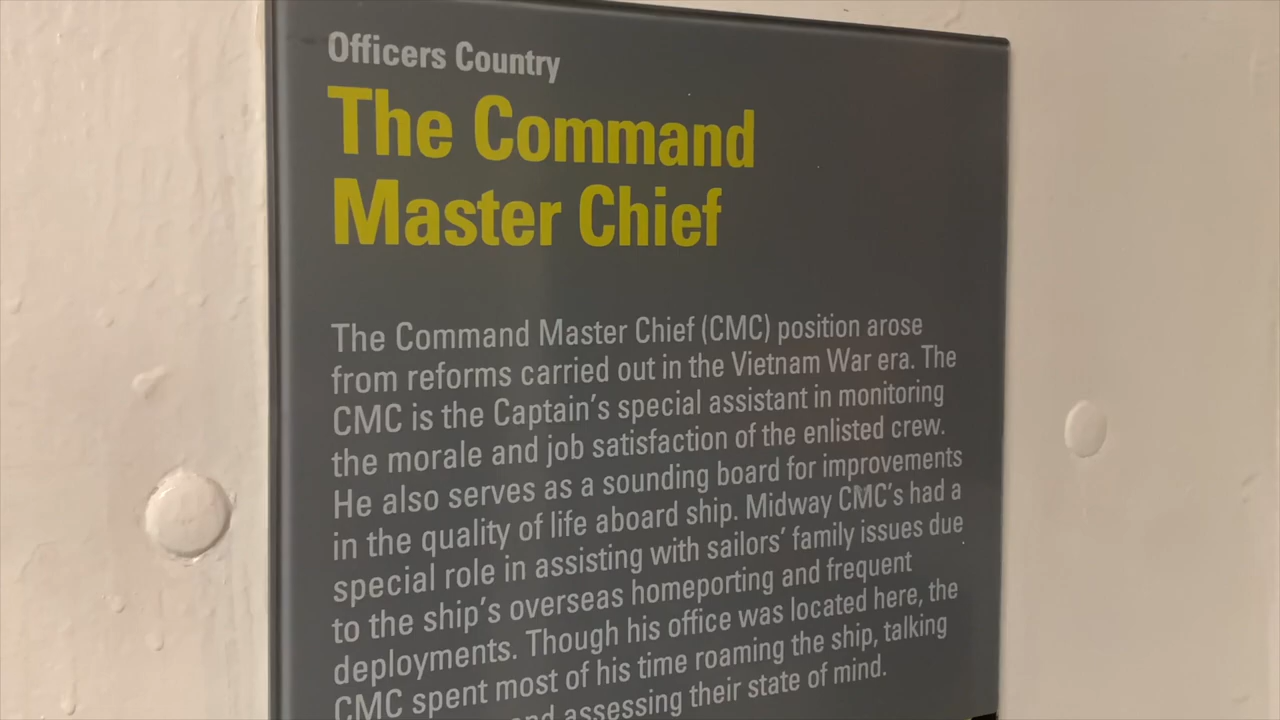 Officers Country
The Command
Master Chief
The Command Master Chief (CMC) position arose
from reforms carried out in the Vietnam War era. The
CMC is the Captain's special assistant in monitoring
the morale and job satisfaction of the enlisted crew.
He also serves as a sounding board for improvements
in the quality of life aboard ship. Midway CMC's had a
special role in assisting with sailors' family issues due
to the ship's overseas homeporting and frequent
deployments. Though his office was located here, the
CMC spent most of his time roaming the ship, talking
assessing their state of mind.